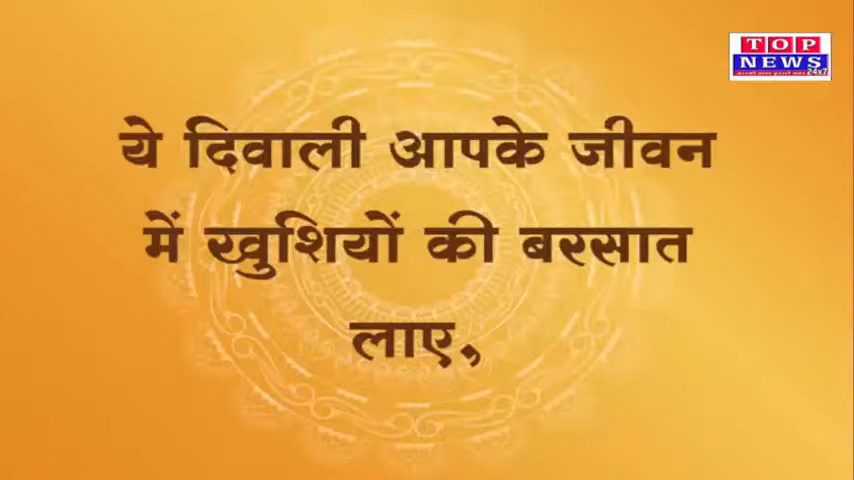 TOP
NEWS
24x7
ये दिवाली आपके जीवन
में खुशियों की बरसात
लाए,